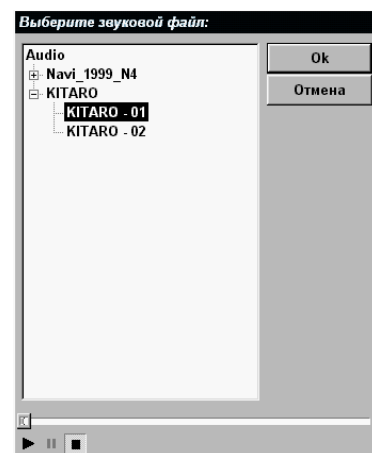 Выберите звуковой файл:
Audio
Navi_1999_N4
KITARO
KITARO - 01
KITARO - 02
Ok
Отмена